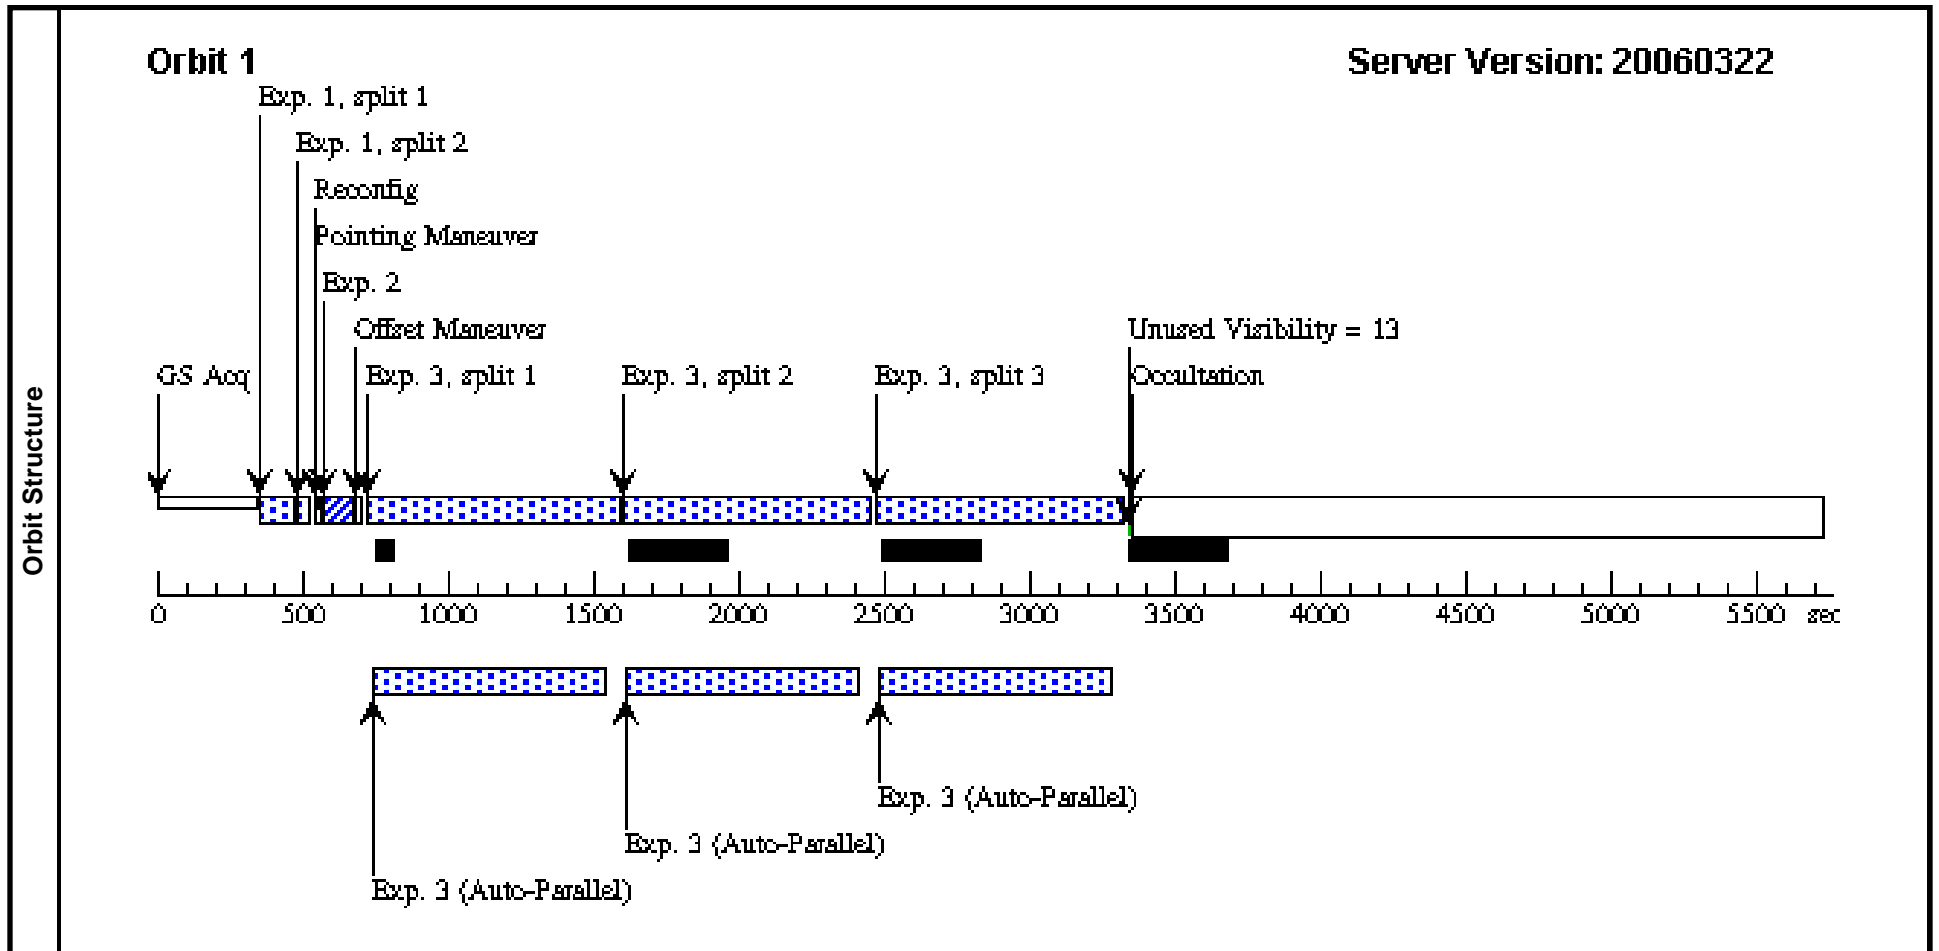 Orbit 1
Server Version: 20060322
Exp. 1, split 1
Exp. 1, split 2
Reconfig
Pointing Maneuver
Exp. 2
Offset Maneuver
Unused Visibility = 13
GS Acq
Exp. 3, split 1
Exp. 3, split 2
Exp. 3, split 3
Occultation
Orbit Structure
0 500 1000 1500 2000 2500 3000 3500 4000 4500 5000 5500 sec
Exp. 3 (Auto-Parallel)
Exp. 3 (Auto-Parallel)
Exp. 3 (Auto-Parallel)